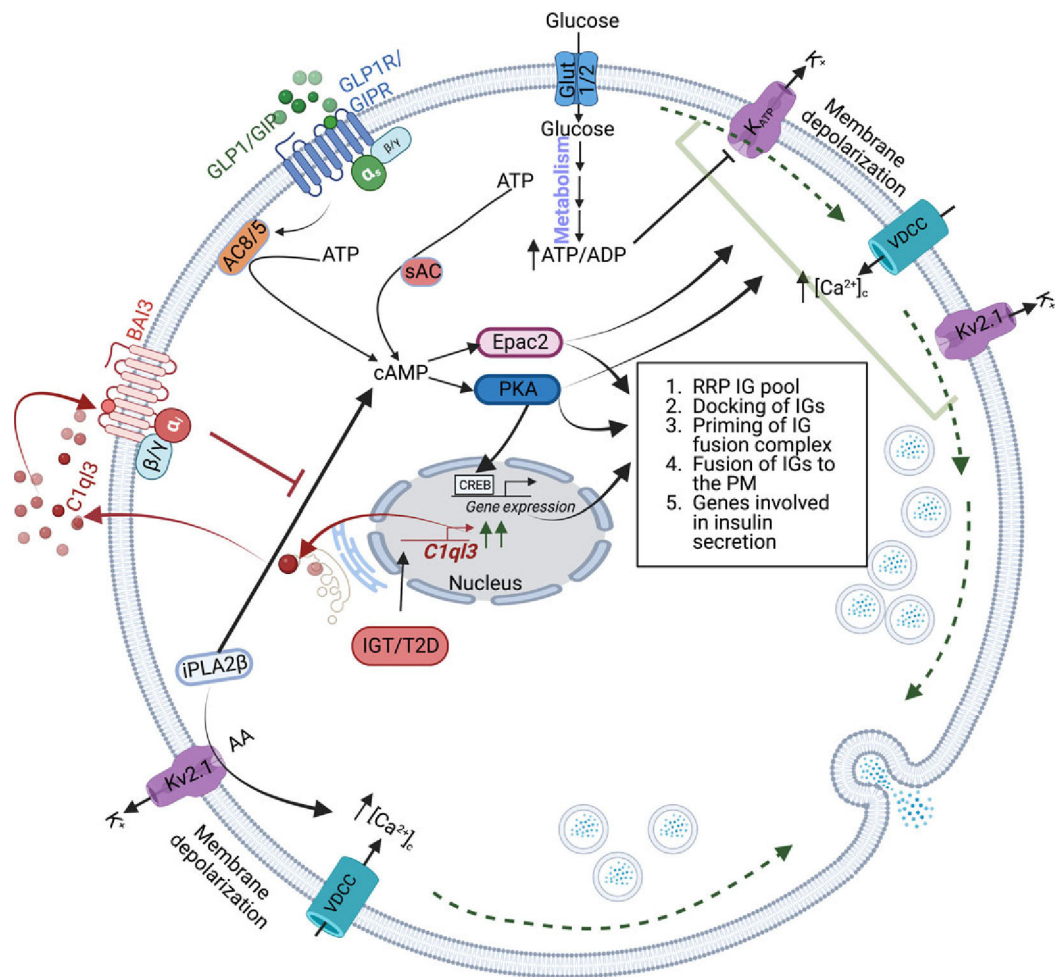 Glucose
Glut
1/2
Glucose
Metabolism
ATP/ADP
GLP1/GIP
GLP1R/
GIPR
β/γ
αs
AC8/5
ATP
ATP
sAC
cAMP
Epac2
PKA
K_ATP
K⁺
Membrane
depolarization
VDCC
[Ca²⁺]c
Kv2.1
K⁺
BAI3
αi
β/γ
C1ql3
1. RRP IG pool
2. Docking of IGs
3. Priming of IG
fusion complex
4. Fusion of IGs to
the PM
5. Genes involved
in insulin
secretion
CREB
Gene expression
C1ql3
Nucleus
IGT/T2D
iPLA2β
AA
Kv2.1
K⁺
Membrane
depolarization
VDCC
[Ca²⁺]c